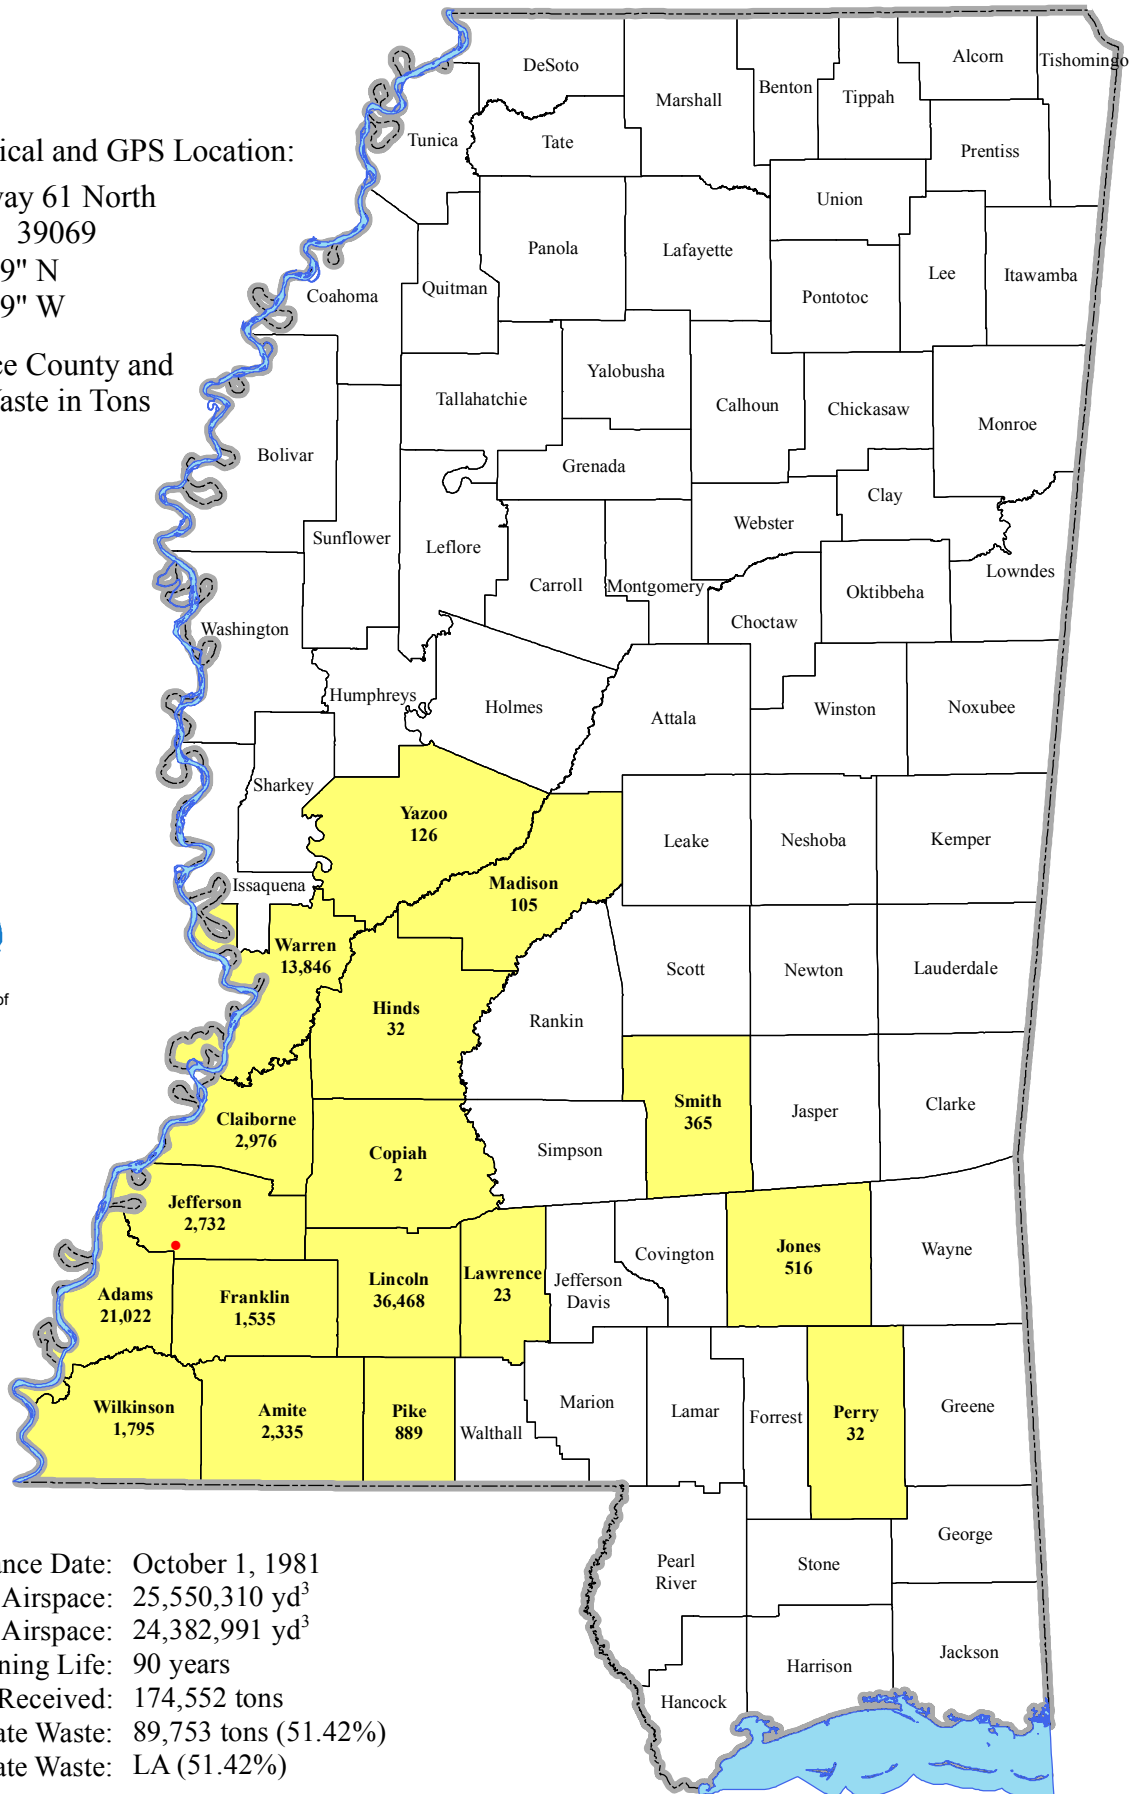 DeSoto
Marshall
Benton
Tippah
Alcorn
Tishomingo
Tunica
Tate
Prentiss
ical and GPS Location:
vay 61 North
39069
9" N
9" W
ce County and
Waste in Tons
Union
Panola
Lafayette
Lee
Itawamba
Coahoma
Quitman
Pontotoc
Yalobusha
Tallahatchie
Calhoun
Chickasaw
Monroe
Bolivar
Grenada
Clay
Webster
Sunflower
Leflore
Carroll
Montgomery
Oktibbeha
Lowndes
Washington
Choctaw
Humphreys
Holmes
Attala
Winston
Noxubee
Sharkey
Yazoo
126
Leake
Neshoba
Kemper
Issaquena
Madison
105
Warren
13,846
Scott
Newton
Lauderdale
of
Hinds
32
Rankin
Smith
365
Jasper
Clarke
Claiborne
2,976
Copiah
2
Simpson
Jefferson
2,732
Jones
516
Wayne
Covington
Adams
21,022
Franklin
1,535
Lincoln
36,468
Lawrence
23
Jefferson
Davis
Wilkinson
1,795
Amite
2,335
Pike
889
Walthall
Marion
Lamar
Forrest
Perry
32
Greene
George
Pearl
River
Stone
Jackson
Harrison
Hancock
ance Date: October 1, 1981
Airspace: 25,550,310 yd³
Airspace: 24,382,991 yd³
ning Life: 90 years
Received: 174,552 tons
ate Waste: 89,753 tons (51.42%)
ate Waste: LA (51.42%)